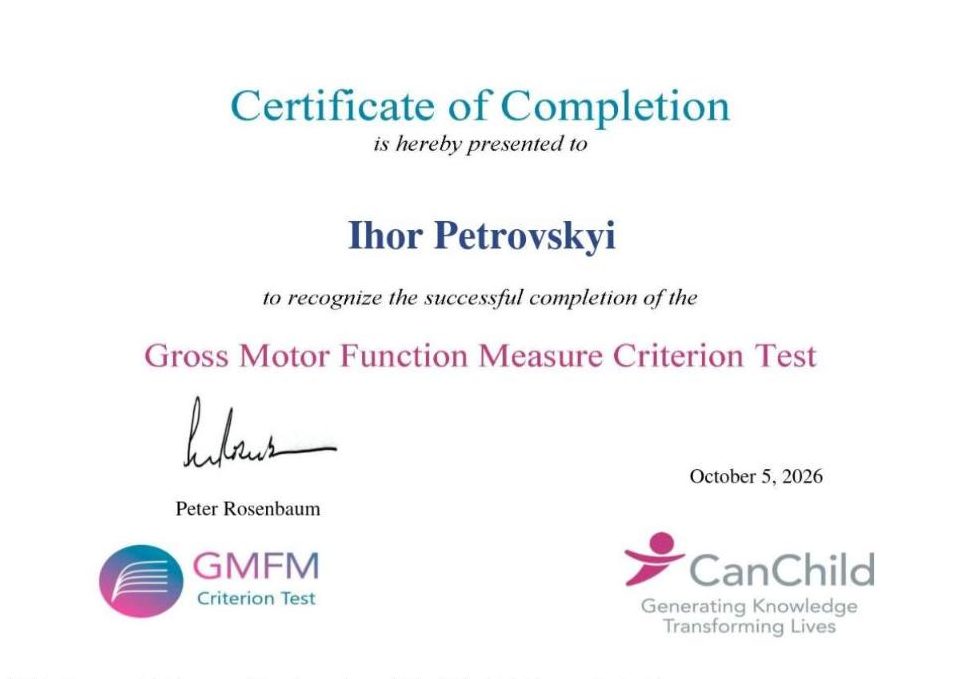 Certificate of Completion
is hereby presented to
Ihor Petrovskyi
to recognize the successful completion of the
Gross Motor Function Measure Criterion Test
Peter Rosenbaum
October 5, 2026
GMFM
Criterion Test
CanChild
Generating Knowledge
Transforming Lives